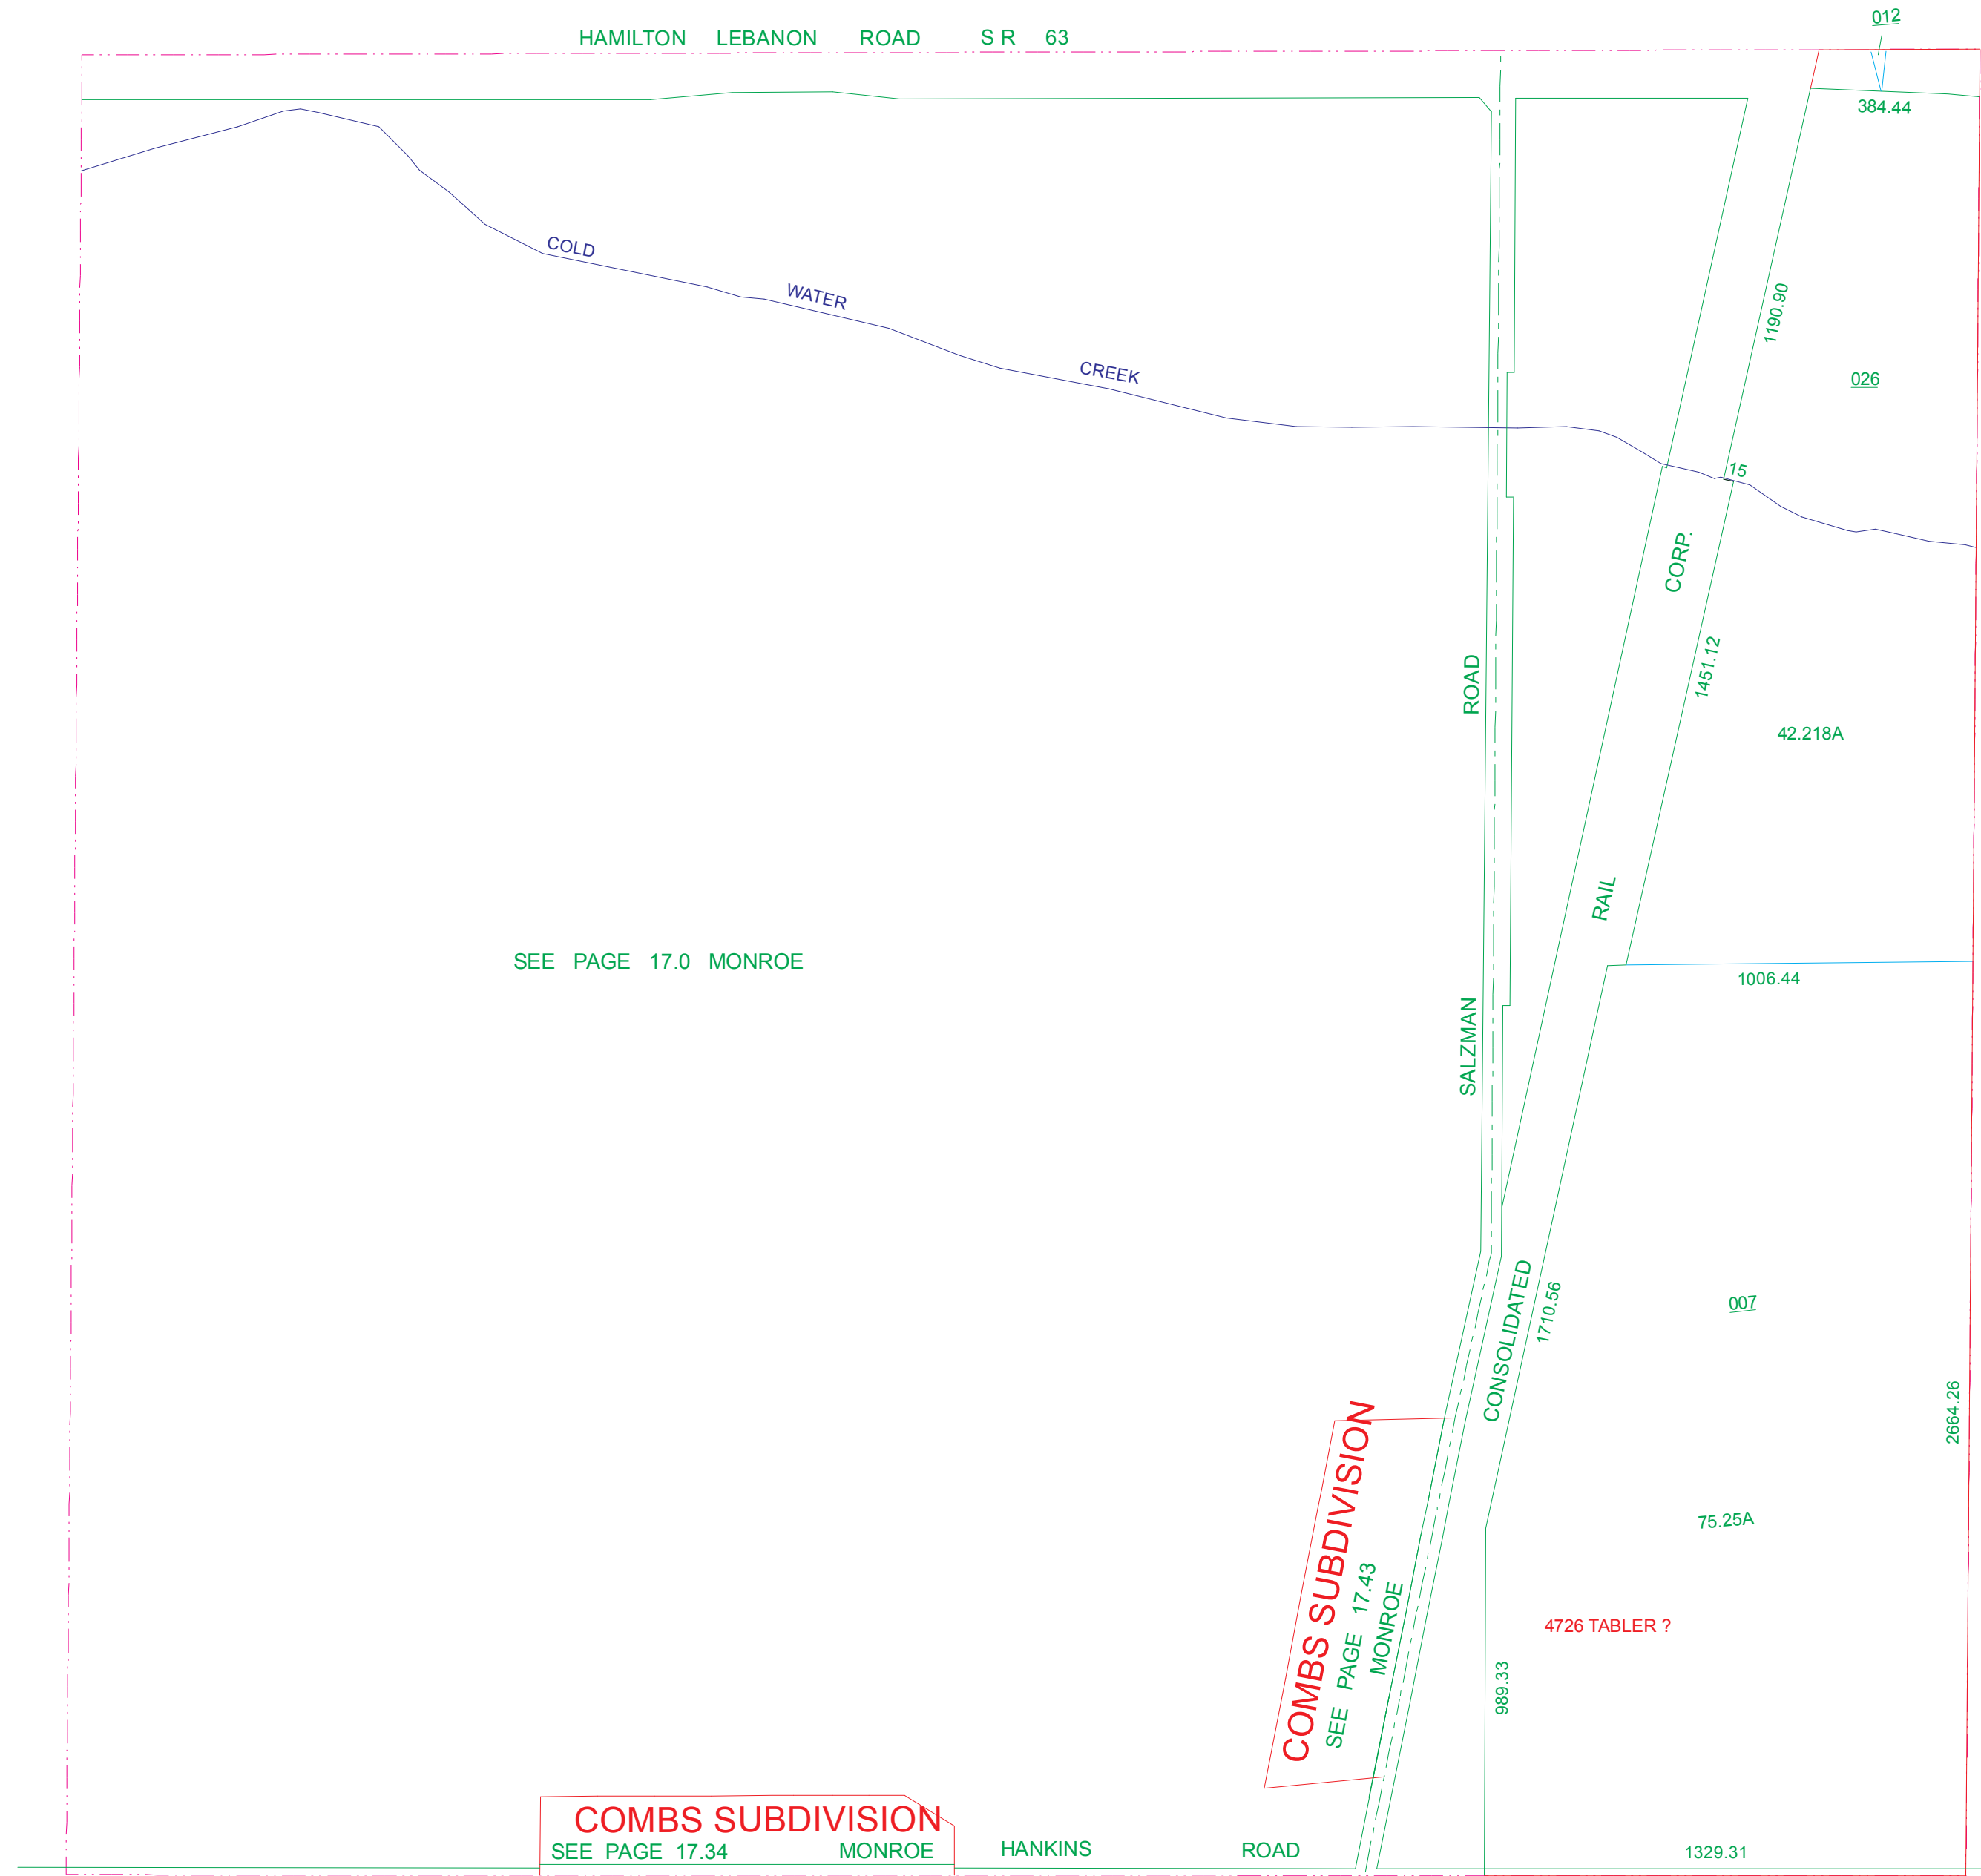 012
HAMILTON LEBANON ROAD S R 63
384.44
COLD WATER CREEK
1190.90
026
15
CORP.
1451.12
ROAD
42.218A
RAIL
SEE PAGE 17.0 MONROE
1006.44
SALZMAN
CONSOLIDATED
1710.56
007
2664.26
75.25A
COMBS SUBDIVISION
SEE PAGE 17.43
MONROE
4726 TABLER ?
989.33
COMBS SUBDIVISION
SEE PAGE 17.34 MONROE
HANKINS ROAD
1329.31